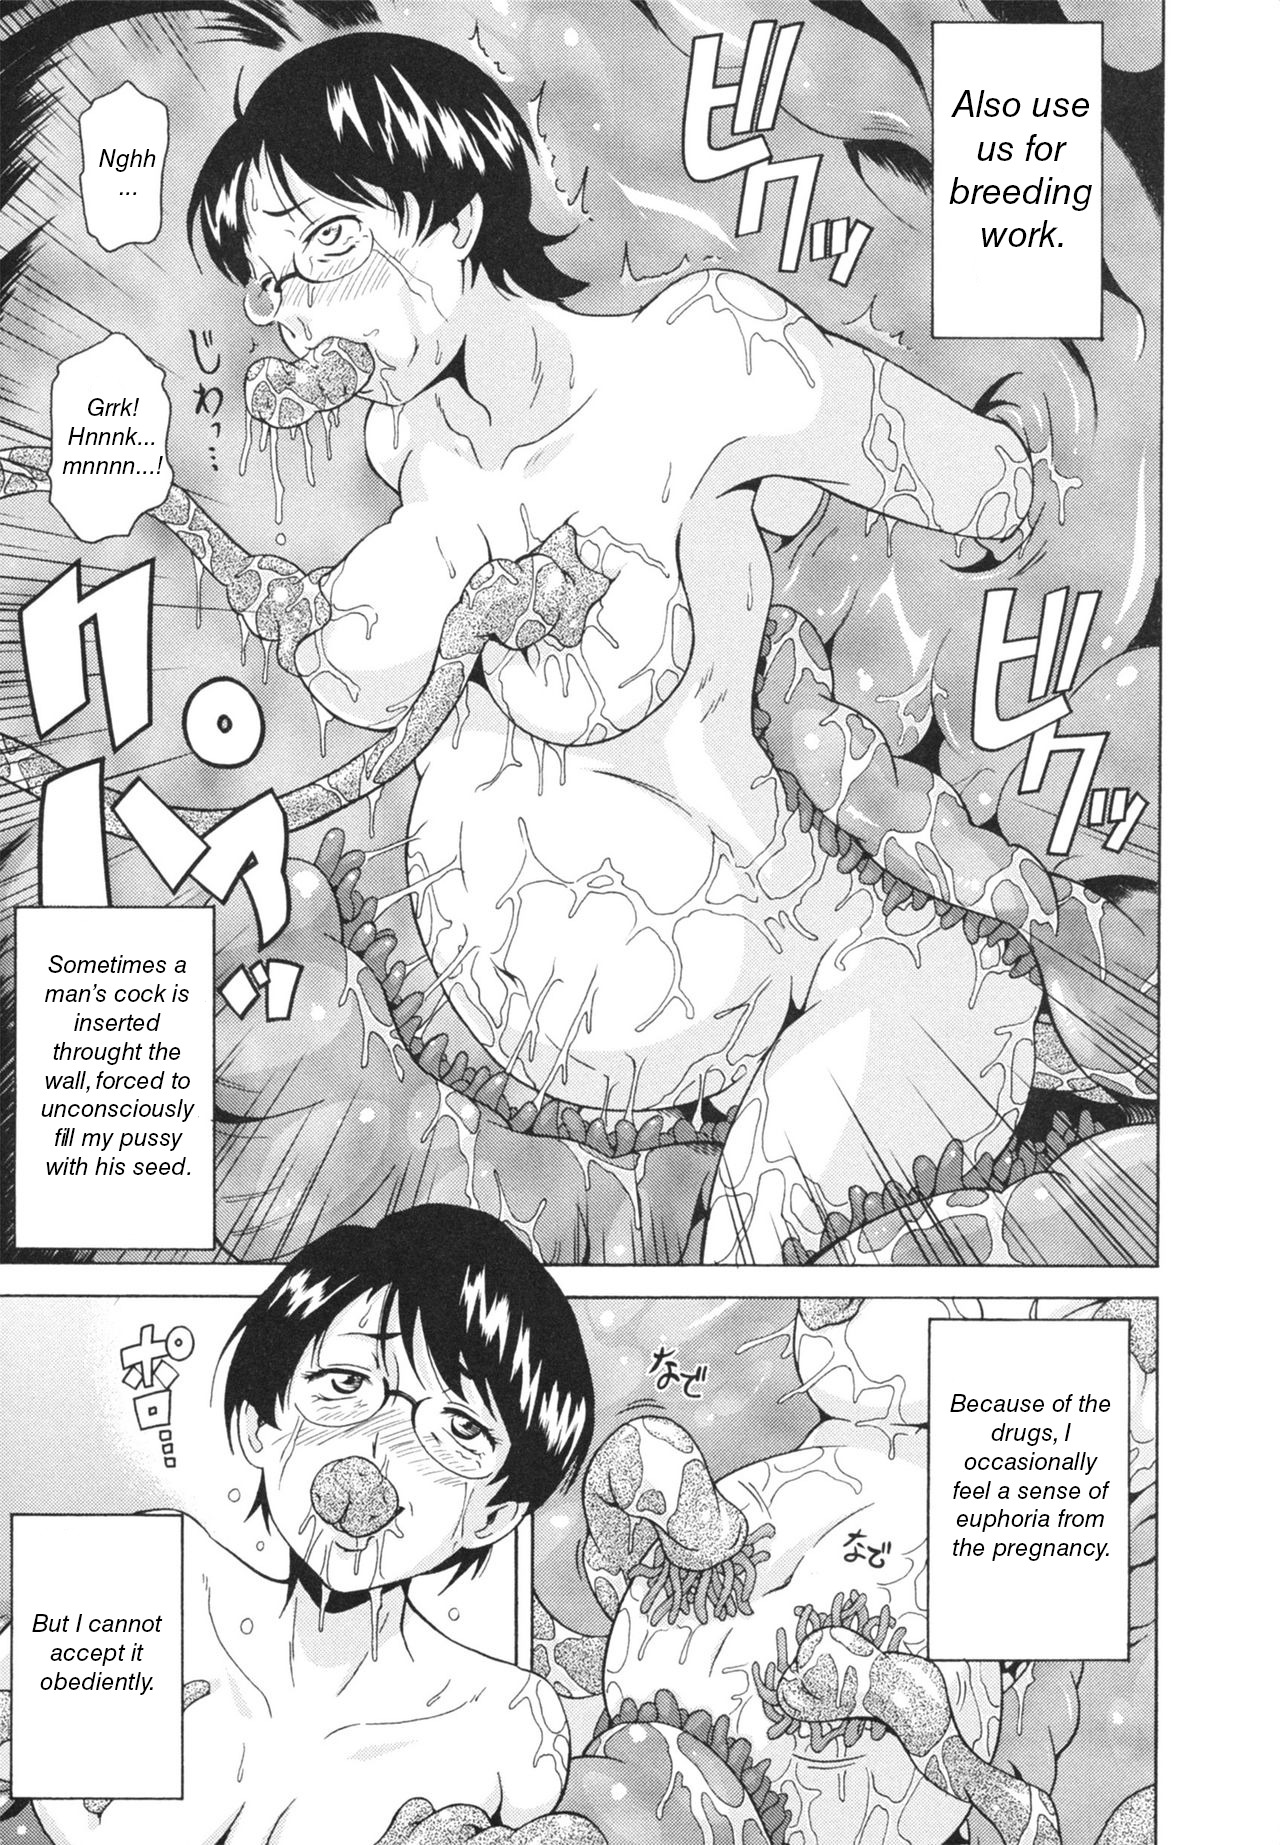 Also use
us for
breeding
work.
ビクッ
Nghh
...
じわっ…
Grrk!
Hnnnk...
mnnnn...!
ビクッ
Sometimes a
man's cock is
inserted
throught the
wall, forced to
unconsciously
fill my pussy
with his seed.
Because of the
drugs, I
occasionally
feel a sense of
euphoria from
the pregnancy.
なで
なで
ポロ…
But I cannot
accept it
obediently.